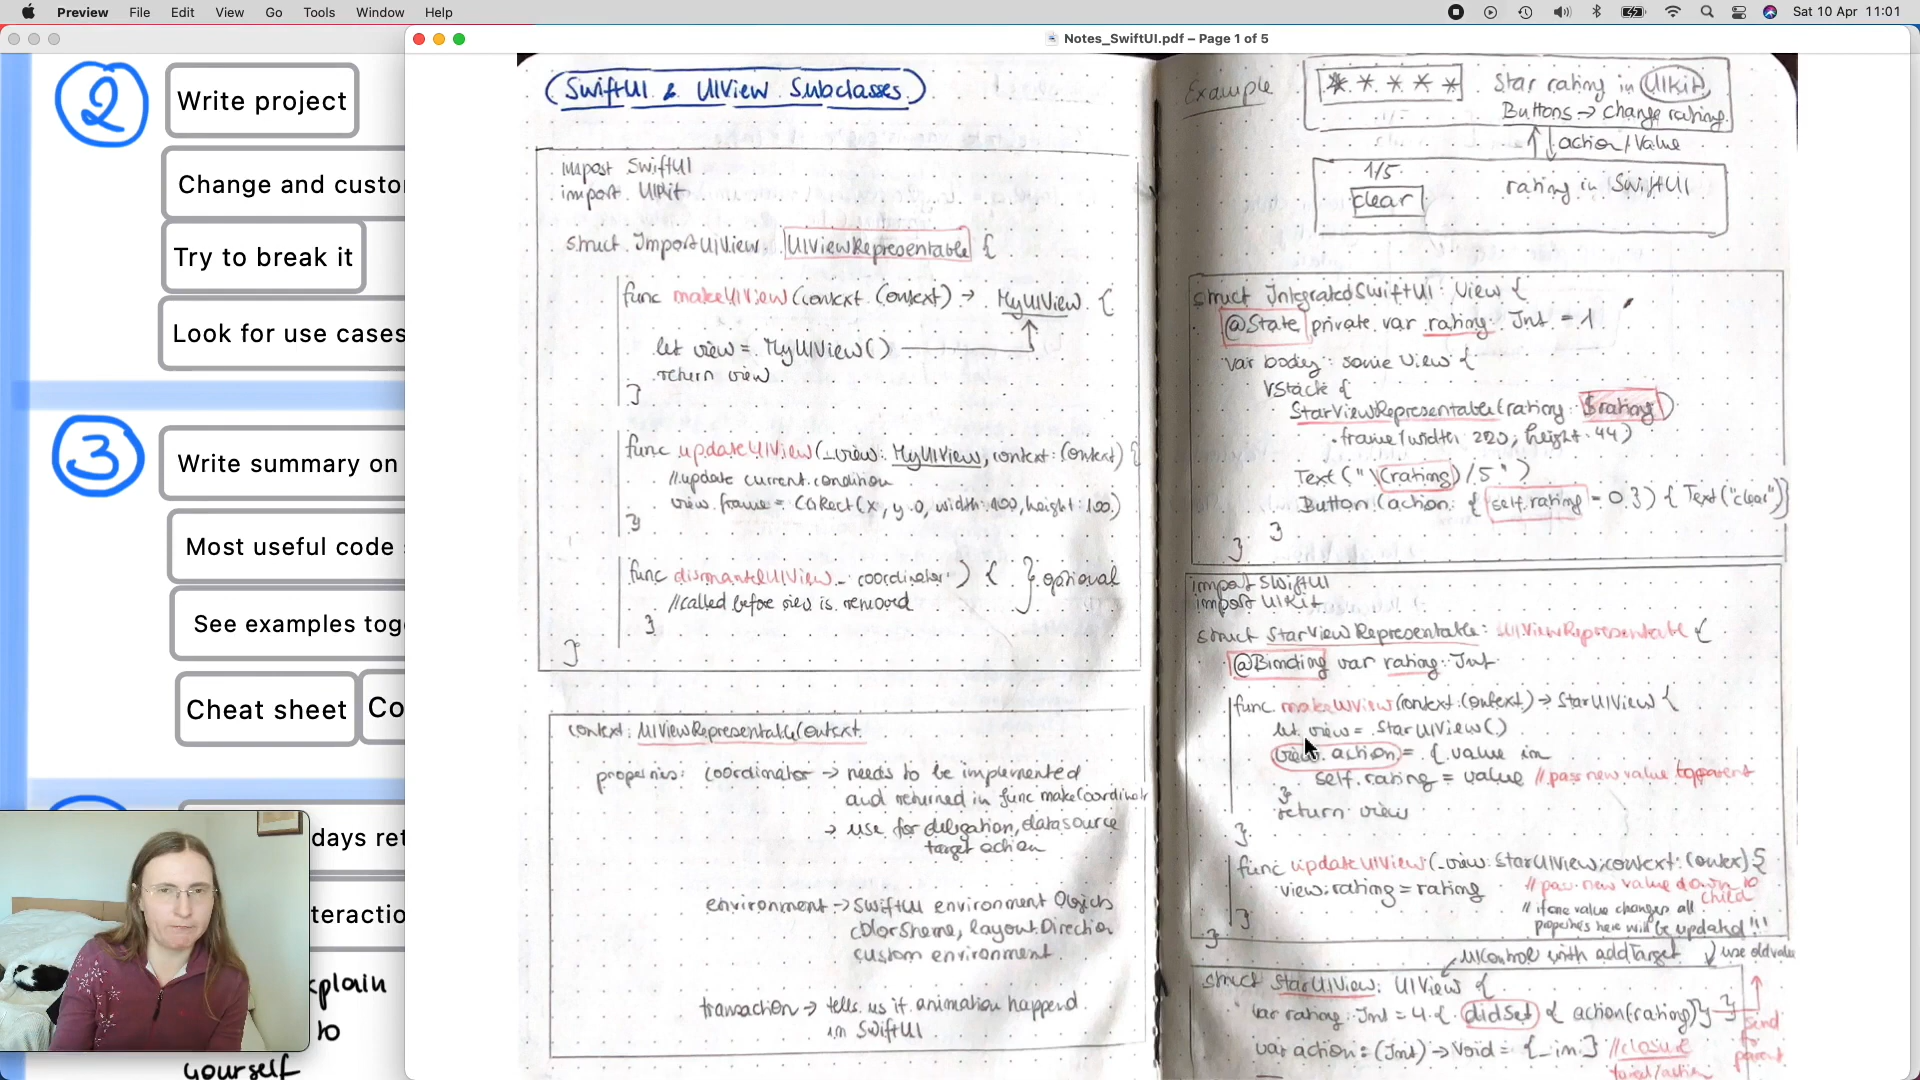 Preview File Edit View Go Tools Window Help
Sat 10 Apr 11:01
Notes_SwiftUI.pdf – Page 1 of 5
2
Write project
Change and custo
Try to break it
Look for use cases
3
Write summary on
Most useful code
See examples tog
Cheat sheet
Co
days ret
teractio
xplain
to
yourself
SwiftUI & UIView Subclasses
import SwiftUI
import UIKit
struct ImportUIView: UIViewRepresentable {
func makeUIView(context: Context) → MyUIView {
let view = MyUIView()
return view
}
func updateUIView(_ view: MyUIView, context: Context) {
// update current condition
view.frame = CGRect(x, y: 0, width: 100, height: 100)
}
func dismantleUIView _ coordinator ) { } optional
// called before view is removed
}
}
context: UIViewRepresentableContext
properties: coordinator → needs to be implemented
and returned in func makeCoordinator
→ use for delegation, datasource
target action
environment → SwiftUI environment Objects
colorSheme, layoutDirection
custom environment
transaction → tells us if animation happend
in SwiftUI
Example
* * * * *
Star rating in UIKit
Buttons → change rating
action/value
1/5
clear
rating in SwiftUI
struct IntegratedSwiftUI: View {
@State private var rating: Int = 1
var body: some View {
VStack {
StarViewRepresentable(rating: $rating)
.frame(width: 220, height: 44)
Text("\(rating)/5")
Button(action: { self.rating = 0 }) { Text("clear")}
}
}
import SwiftUI
import UIKit
struct StarViewRepresentable: UIViewRepresentable {
@Binding var rating: Int
func makeUIView(context: Context) → StarUIView {
let view = StarUIView()
view.action = { value in
self.rating = value // pass new value to parent
}
return view
}
func updateUIView(_ view: StarUIView, context: Contex) {
view.rating = rating
// pass new value down to
child
// if one value changes all
properties here will be updated!!!
}
}
UIControl with addTarget
use old value
struct StarUIView: UIView {
var rating: Int = 4 { didSet { action(rating)} }
var action: (Int) → Void = {_ in } // closure
send
to
parent